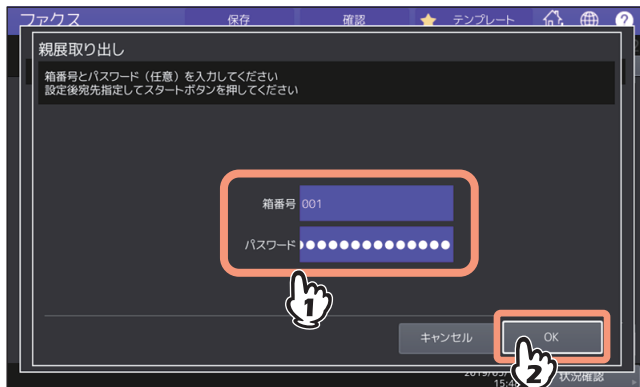 ファクス 保存 確認 テンプレート ?
親展取り出し
箱番号とパスワード（任意）を入力してください
設定後宛先指定してスタートボタンを押してください
箱番号 001
パスワード ●●●●●●●●●●●●●●
1
キャンセル OK
2
状況確認